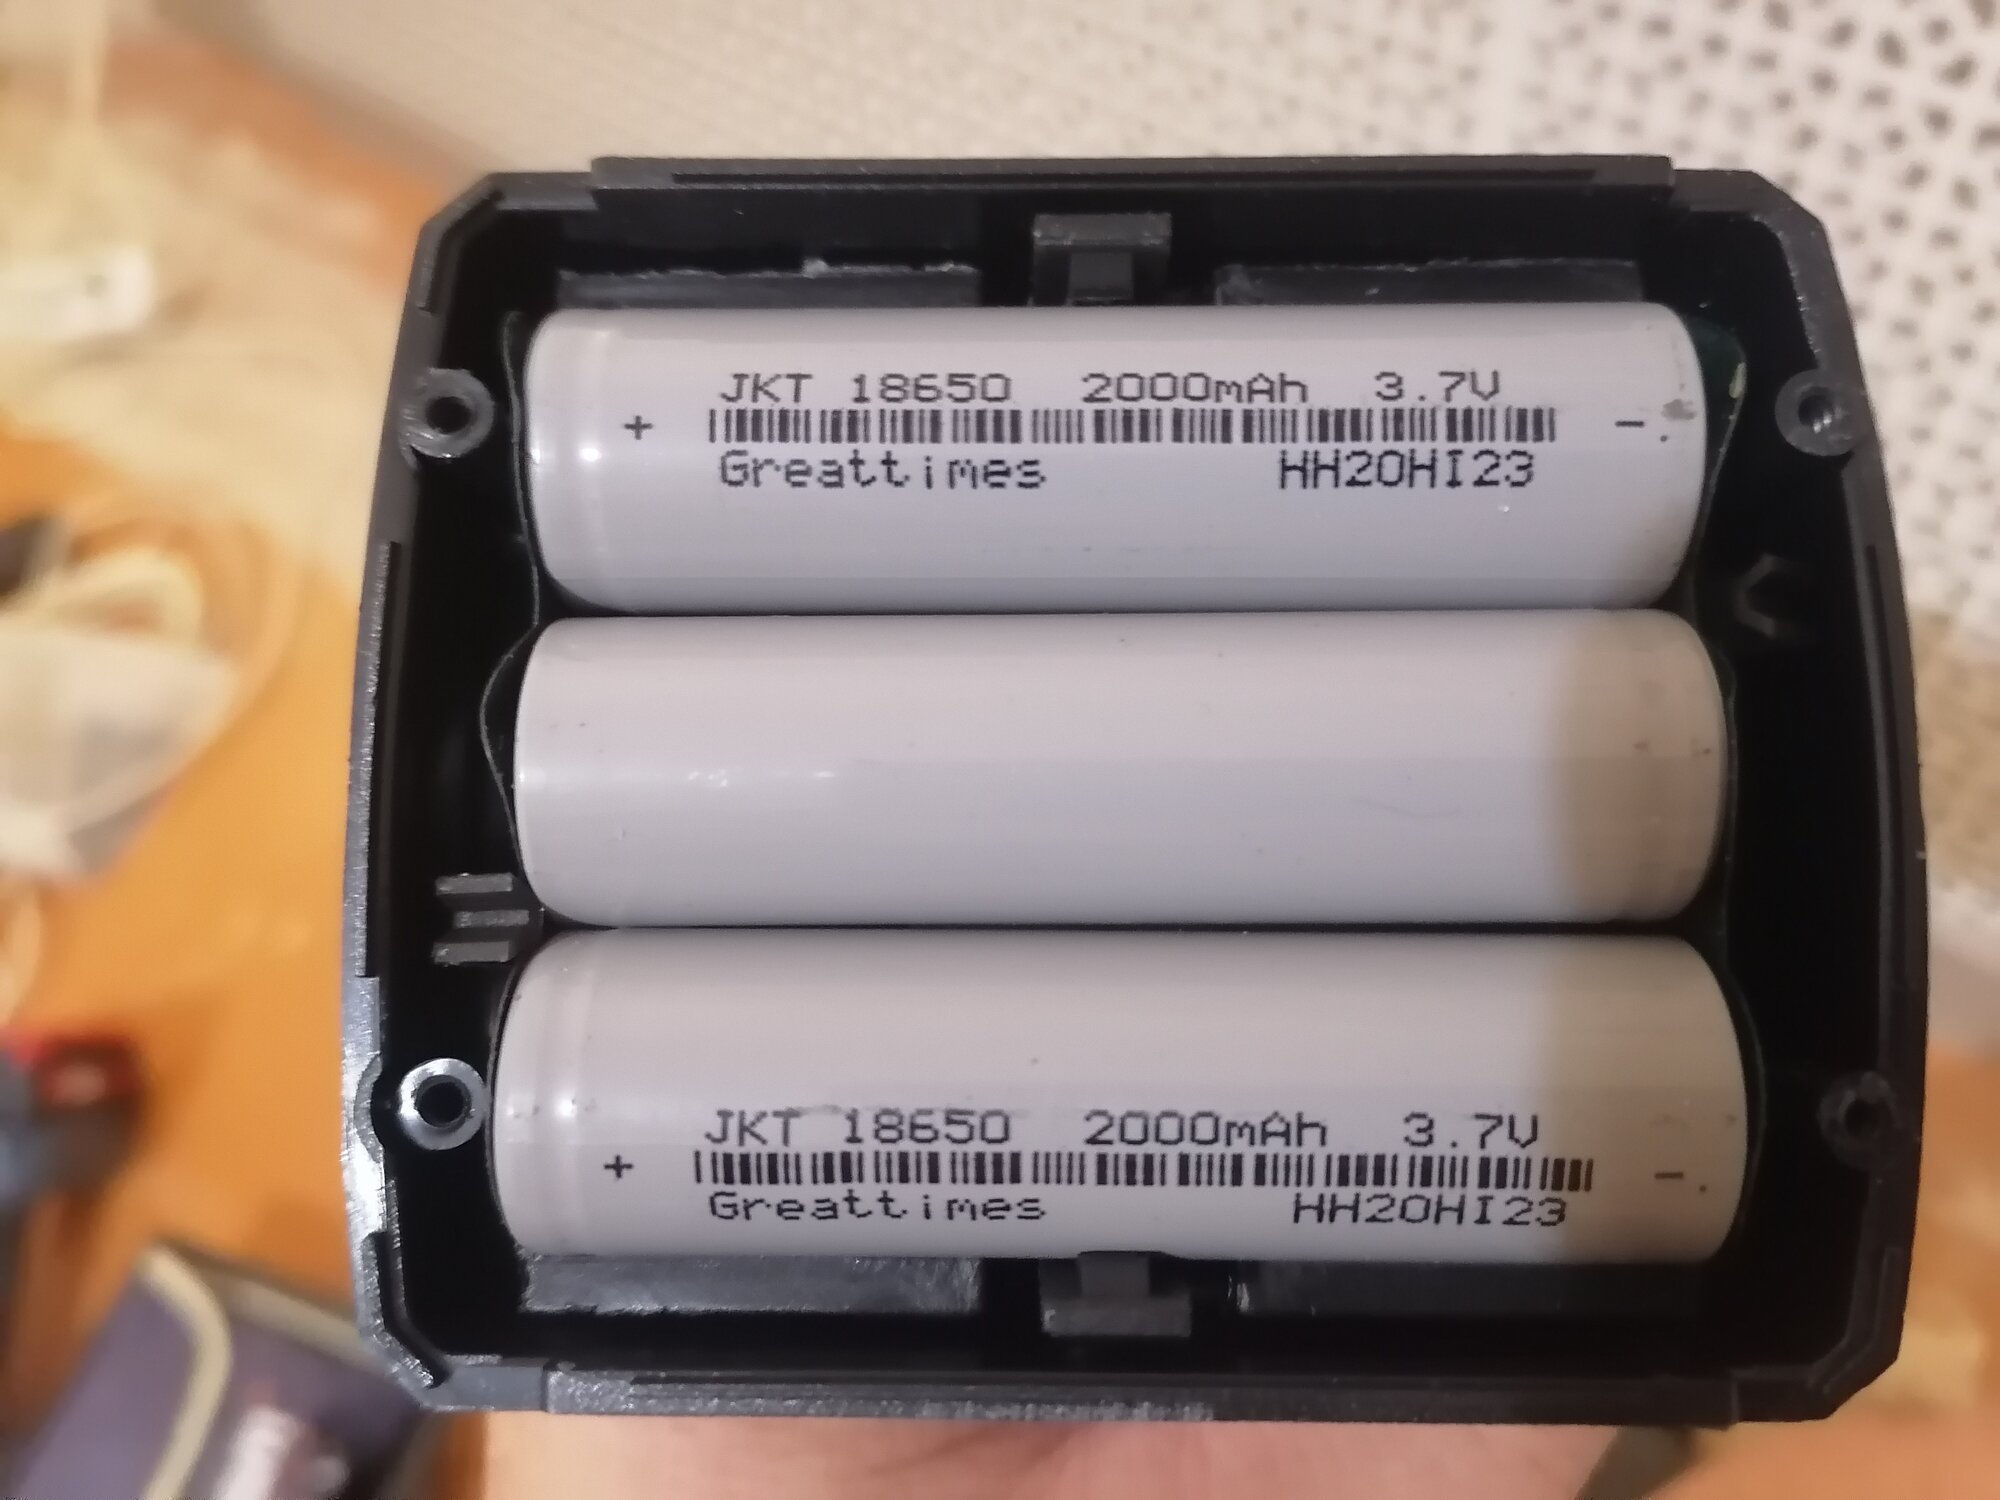 JKT 18650 2000mAh 3.7V
+ -.
Greattimes HH20HI23
JKT 18650 2000mAh 3.7V
+ -.
Greattimes HH20HI23